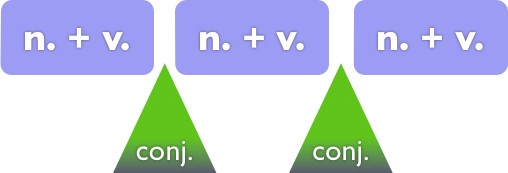 n. + v. n. + v. n. + v.
conj. conj.